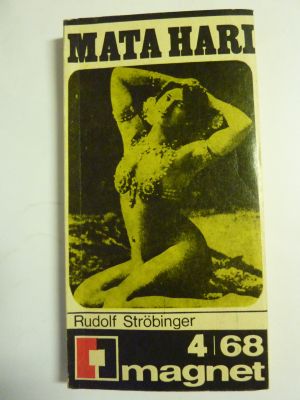 MATA HARI
Rudolf Ströbinger
4|68
magnet